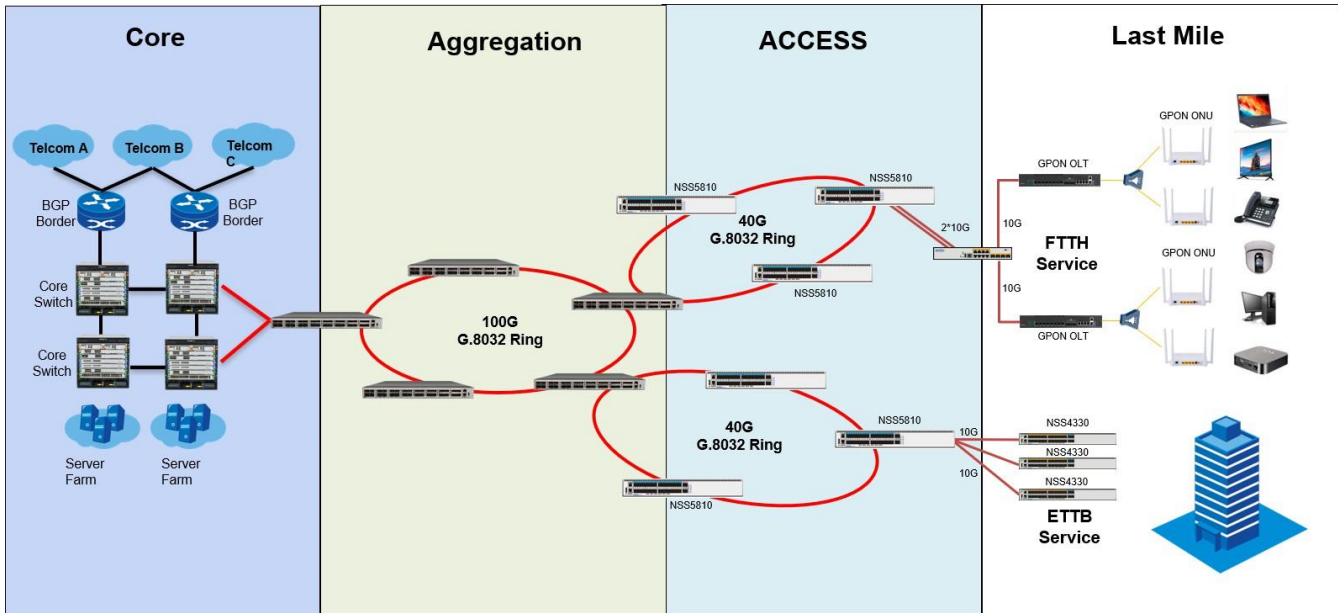 Core
Aggregation
ACCESS
Last Mile
Telcom A
Telcom B
Telcom
C
BGP
Border
BGP
Border
Core
Switch
Core
Switch
Server
Farm
Server
Farm
100G
G.8032 Ring
NSS5810
NSS5810
40G
G.8032 Ring
NSS5810
2*10G
40G
G.8032 Ring
NSS5810
NSS5810
GPON OLT
GPON ONU
10G
FTTH
Service
10G
GPON ONU
GPON OLT
10G
10G
NSS4330
NSS4330
NSS4330
ETTB
Service